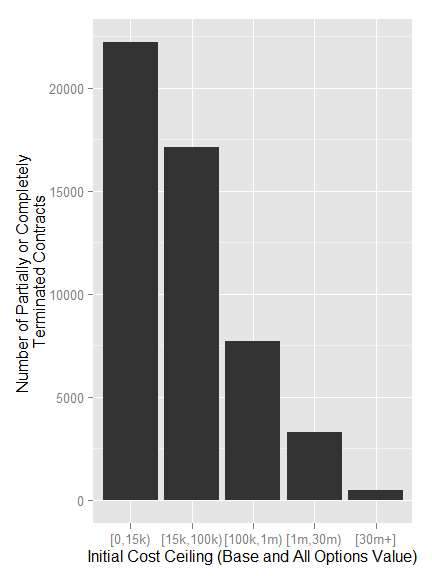 20000
15000
10000
5000
0
Number of Partially or Completely
Terminated Contracts
[0,15k) [15k,100k) [100k,1m) [1m,30m) [30m+]
Initial Cost Ceiling (Base and All Options Value)